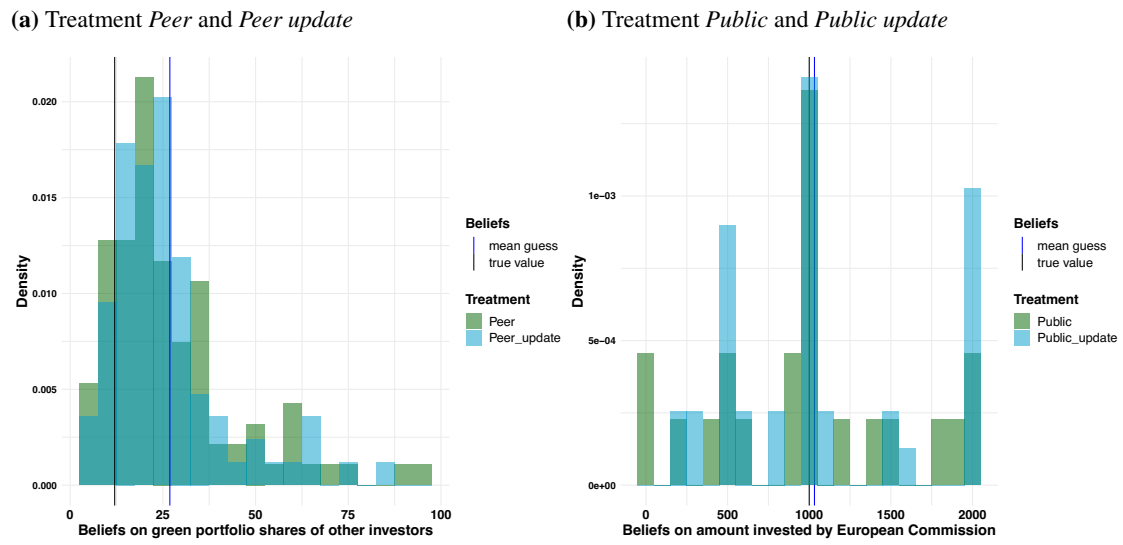 (a) Treatment Peer and Peer update
0.020
0.015
0.010
0.005
0.000
Density
0 25 50 75 100
Beliefs on green portfolio shares of other investors
Beliefs
mean guess
true value
Treatment
Peer
Peer_update
(b) Treatment Public and Public update
1e−03
5e−04
0e+00
Density
0 500 1000 1500 2000
Beliefs on amount invested by European Commission
Beliefs
mean guess
true value
Treatment
Public
Public_update